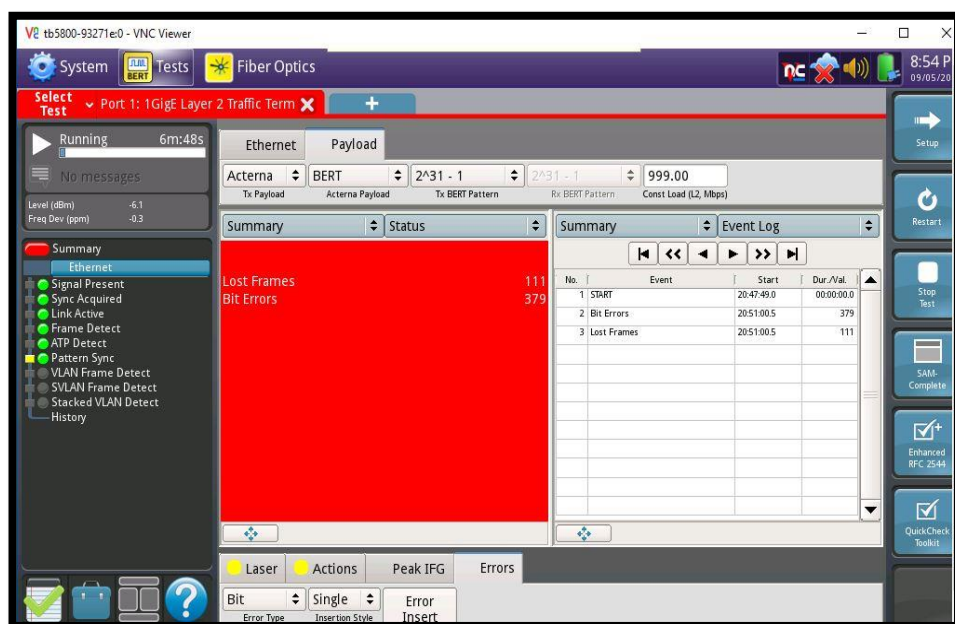 tb5800-93271e:0 - VNC Viewer
System
BERT
Tests
Fiber Optics
8:54 P
09/05/20
Select Test
Port 1: 1GigE Layer 2 Traffic Term
+
Running 6m:48s
No messages
Level (dBm) -6.1
Freq Dev (ppm) -0.3
Summary
Ethernet
Signal Present
Sync Acquired
Link Active
Frame Detect
ATP Detect
Pattern Sync
VLAN Frame Detect
SVLAN Frame Detect
Stacked VLAN Detect
History
Ethernet Payload
Acterna BERT 2^31 - 1 2^31 - 1 999.00
Tx Payload Acterna Payload Tx BERT Pattern Rx BERT Pattern Const Load (L2, Mbps)
Summary Status
Lost Frames 111
Bit Errors 379
Summary Event Log
No. Event Start Dur./Val.
1 START 20:47:49.0 00:00:00.0
2 Bit Errors 20:51:00.5 379
3 Lost Frames 20:51:00.5 111
Laser Actions Peak IFG Errors
Bit Single Error
Error Type Insertion Style Insert
Setup
Restart
Stop
Test
SAM-
Complete
Enhanced
RFC 2544
QuickCheck
Toolkit